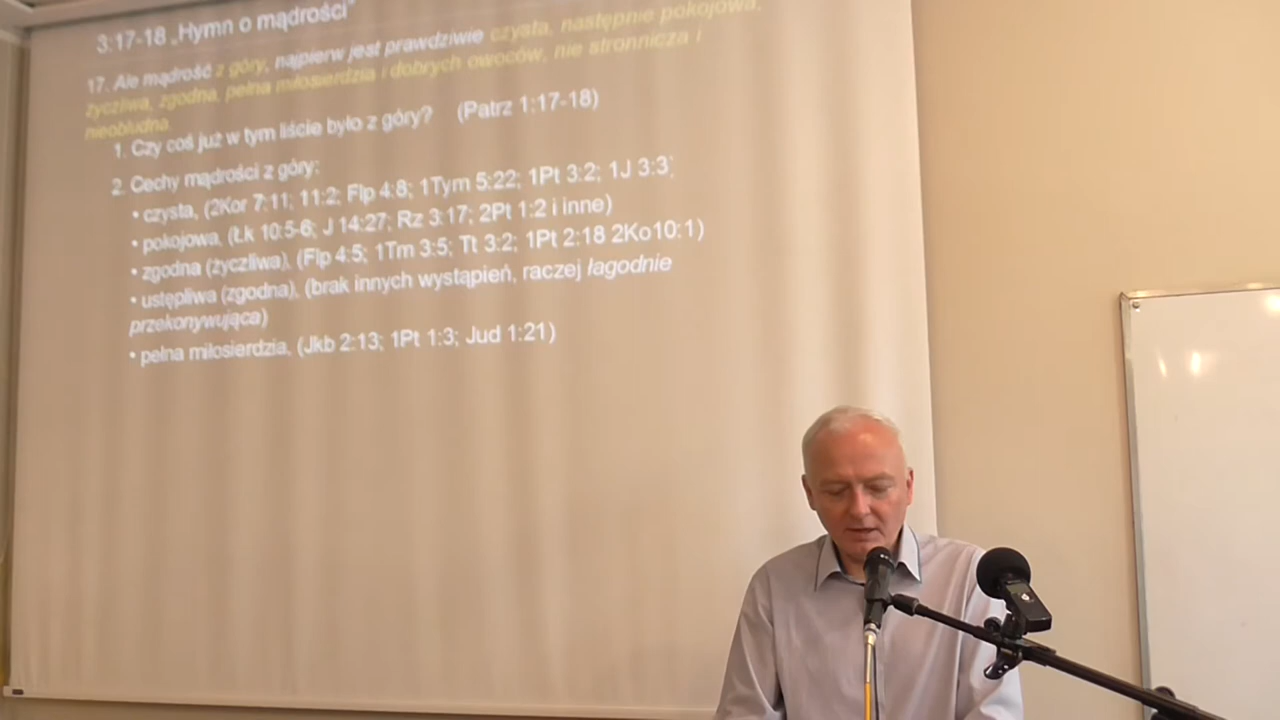 3:17-18 „Hymn o mądrości"
17. Ale mądrość z góry, najpierw jest prawdziwie czysta, następnie pokojowa,
życzliwa, zgodna, pełna miłosierdzia i dobrych owoców, nie stronnicza i
nieobłudna
1. Czy coś już w tym liście było z góry? (Patrz 1:17-18)
2. Cechy mądrości z góry:
• czysta, (2Kor 7:11; 11:2; Flp 4:8; 1Tym 5:22; 1Pt 3:2; 1J 3:3;
• pokojowa, (Łk 10:5-6; J 14:27; Rz 3:17; 2Pt 1:2 i inne)
• zgodna (życzliwa), (Flp 4:5; 1Tm 3:5; Tt 3:2; 1Pt 2:18 2Ko10:1)
• ustępliwa (zgodna), (brak innych wystąpień, raczej łagodnie
przekonywująca)
• pełna miłosierdzia, (Jkb 2:13; 1Pt 1:3; Jud 1:21)